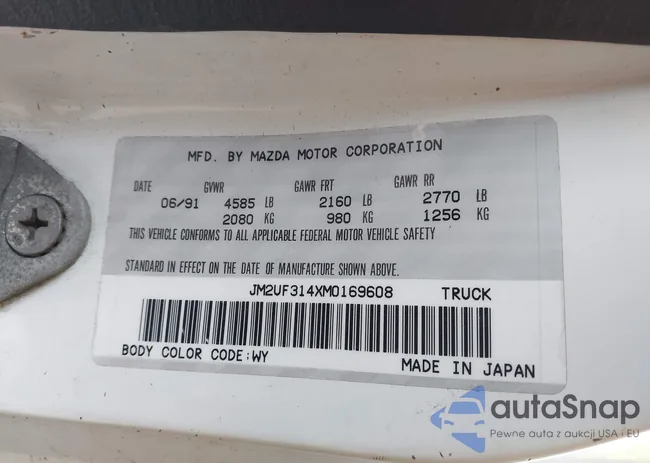 MFD. BY MAZDA MOTOR CORPORATION
DATE GVWR GAWR FRT GAWR RR
06/91 4585 LB 2160 LB 2770 LB
2080 KG 980 KG 1256 KG
THIS VEHICLE CONFORMS TO ALL APPLICABLE FEDERAL MOTOR VEHICLE SAFETY
STANDARD IN EFFECT ON THE DATE OF MANUFACTURE SHOWN ABOVE.
JM2UF314XM0169608 TRUCK
BODY COLOR CODE:WY MADE IN JAPAN
autoSnap
Pewne auta z aukcji USA i EU